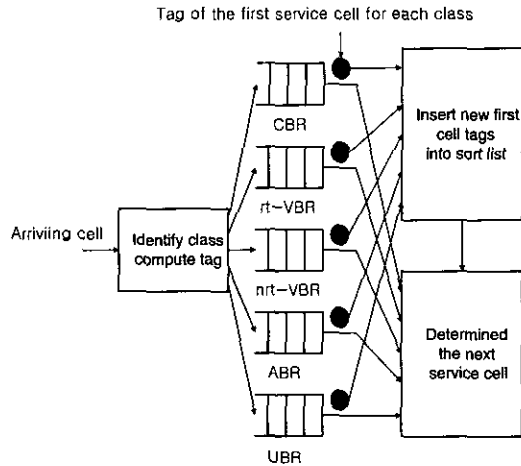 Tag of the first service cell for each class
CBR
Insert new first
cell tags
into sort list
rt-VBR
Arriviing cell
Identify class
compute tag
nrt-VBR
ABR
Determined
the next
service cell
UBR